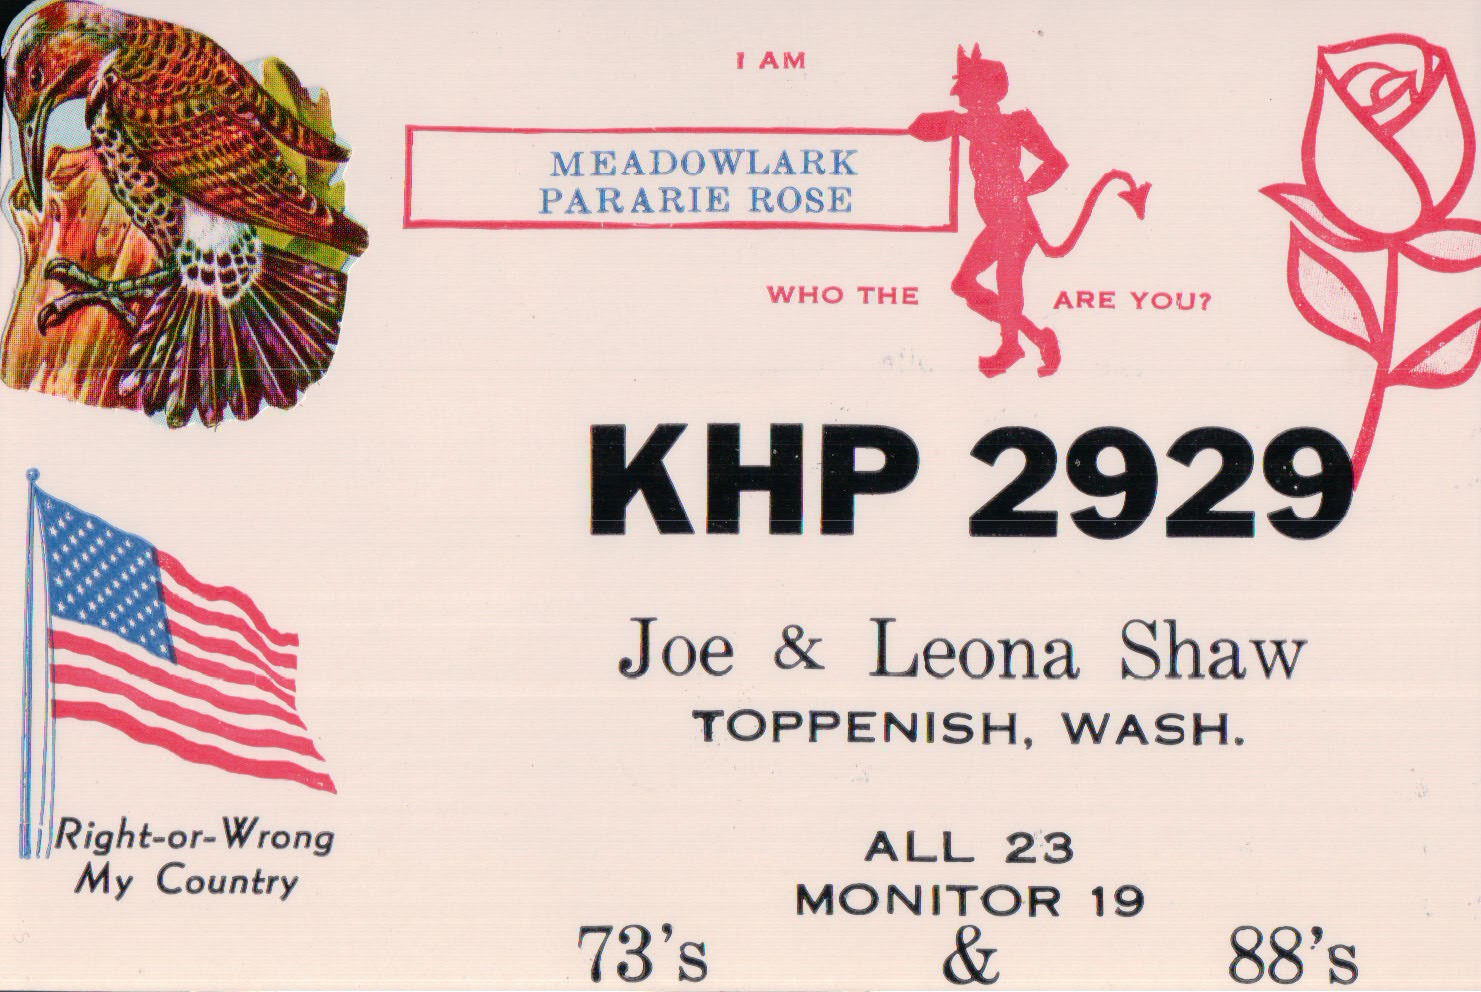 I AM
MEADOWLARK
PARARIE ROSE
WHO THE ARE YOU?
KHP 2929
Joe & Leona Shaw
TOPPENISH, WASH.
Right-or-Wrong
My Country
ALL 23
MONITOR 19
73's & 88's